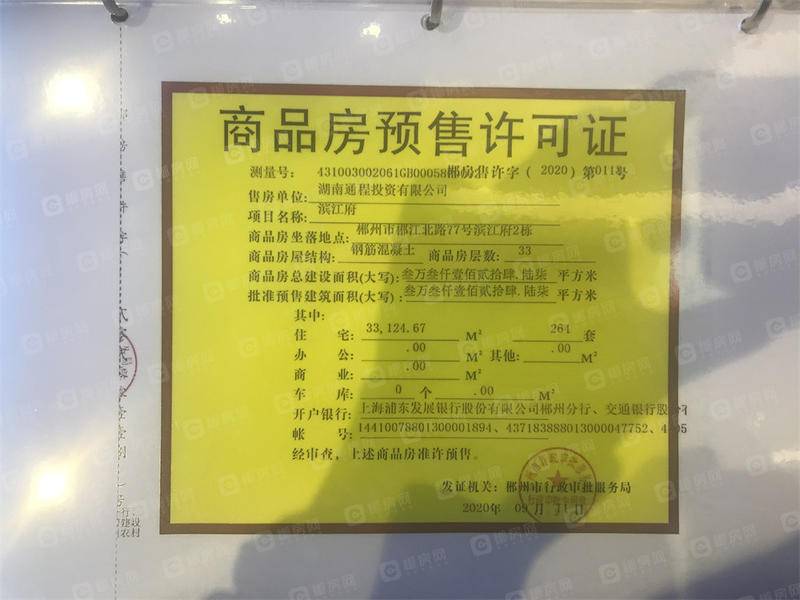 商品房预售许可证
测量号: 431003002061GB00058 郴房售许字(2020)第011号
售房单位: 湖南通程投资有限公司
项目名称: 滨江府
商品房坐落地点: 郴州市郴江北路77号滨江府2栋
商品房屋结构: 钢筋混凝土 商品房层数: 33
商品房总建设面积(大写): 叁万叁仟壹佰贰拾肆.陆柒 平方米
批准预售建筑面积(大写): 叁万叁仟壹佰贰拾肆.陆柒 平方米
其中:
住 宅: 33,124.67 M² 264 套
办 公: .00 M² 其他: .00 M²
商 业: .00 M²
车 库: 0 个 .00 M²
开户银行: 上海浦东发展银行股份有限公司郴州分行、交通银行股份
帐 号: 14410078801300001894、437183888013000047752、
经审查,上述商品房准许预售。
发证机关: 郴州市行政审批服务局
2020年 09月 11日
郴房网